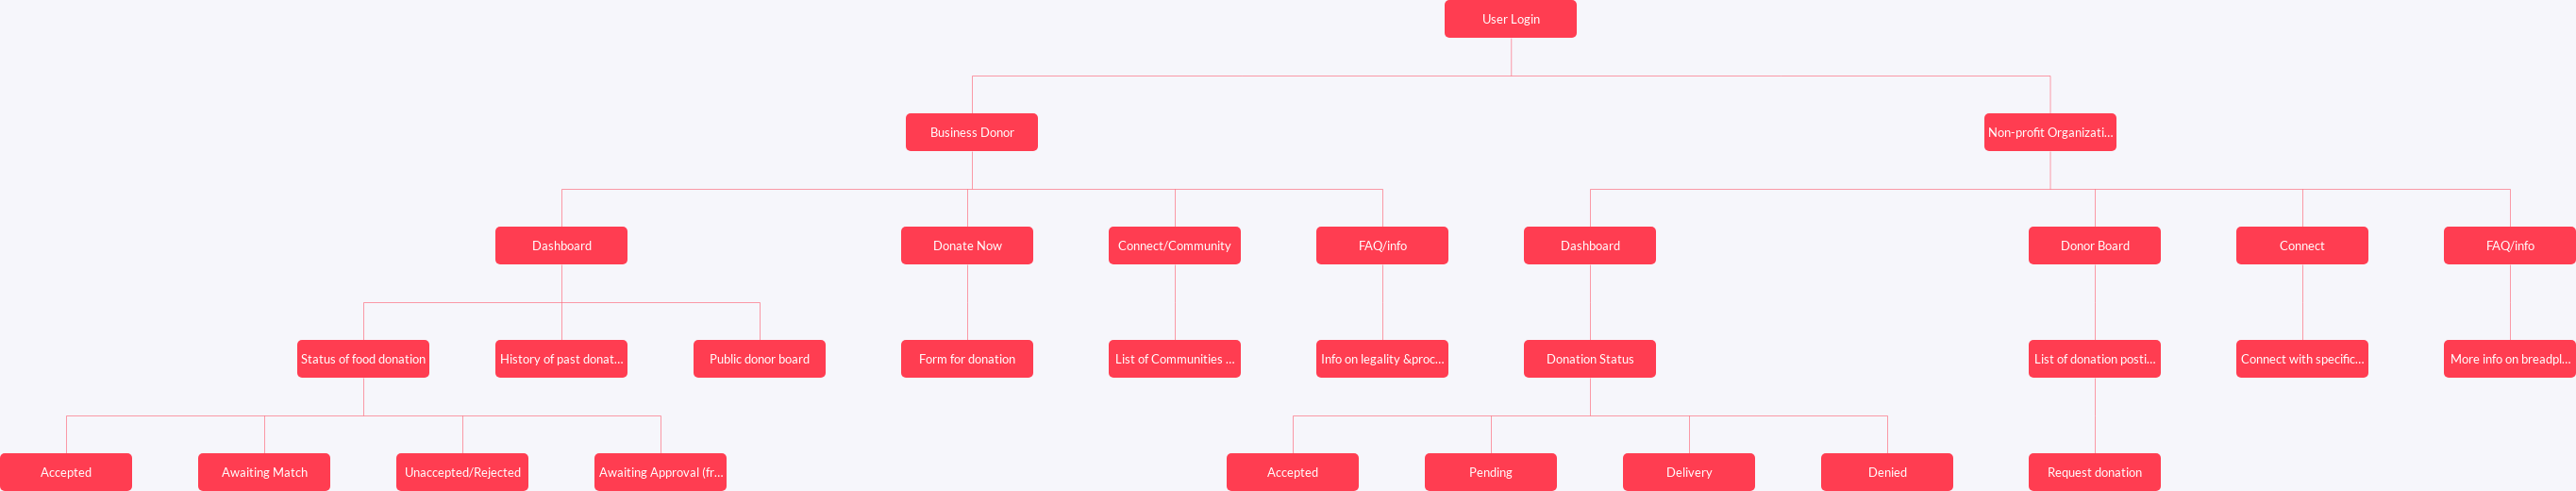 User Login
Business Donor
Non-profit Organizati...
Dashboard
Donate Now
Connect/Community
FAQ/info
Dashboard
Donor Board
Connect
FAQ/info
Status of food donation
History of past donat...
Public donor board
Form for donation
List of Communities ...
Info on legality &proc...
Donation Status
List of donation posti...
Connect with specific...
More info on breadpl...
Accepted
Awaiting Match
Unaccepted/Rejected
Awaiting Approval (fr...
Accepted
Pending
Delivery
Denied
Request donation